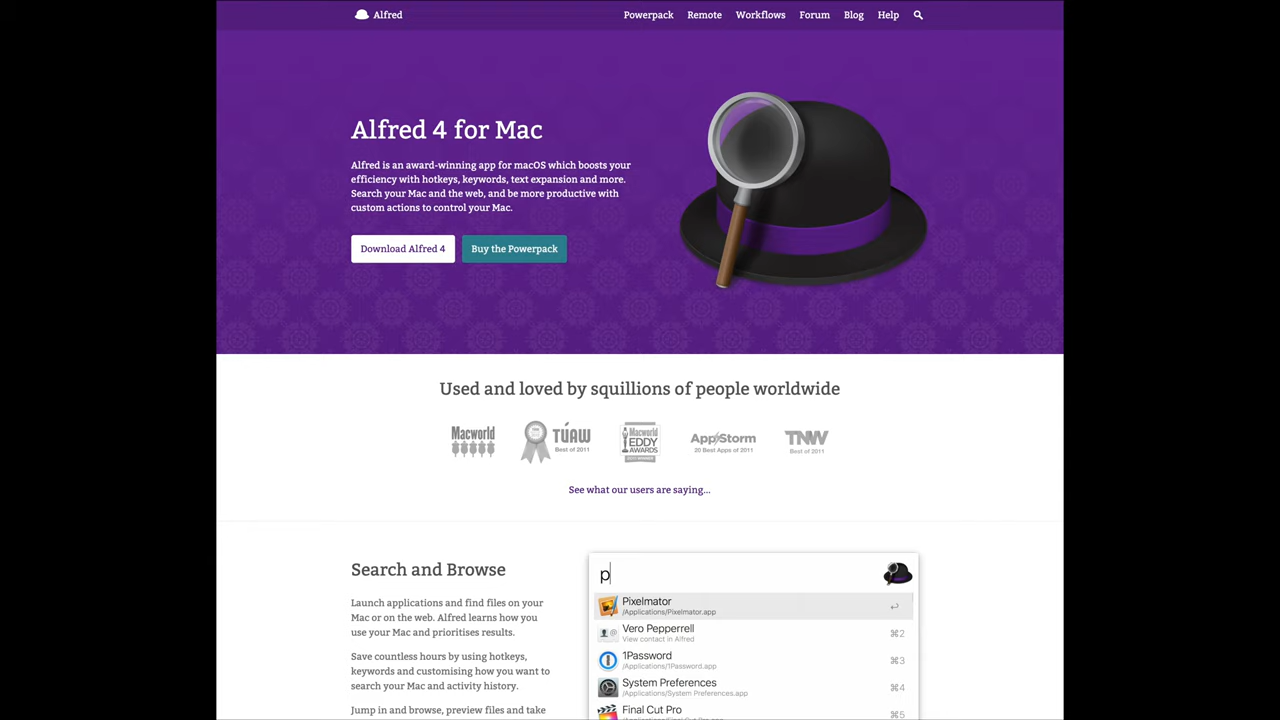 Alfred
Powerpack Remote Workflows Forum Blog Help
Alfred 4 for Mac
Alfred is an award-winning app for macOS which boosts your
efficiency with hotkeys, keywords, text expansion and more.
Search your Mac and the web, and be more productive with
custom actions to control your Mac.
Download Alfred 4
Buy the Powerpack
Used and loved by squillions of people worldwide
Macworld
TÚAW
Best of 2011
Macworld
EDDY
AWARDS
AppStorm
20 Best Apps of 2011
TNW
Best of 2011
See what our users are saying...
Search and Browse
Launch applications and find files on your
Mac or on the web. Alfred learns how you
use your Mac and prioritises results.
Save countless hours by using hotkeys,
keywords and customising how you want to
search your Mac and activity history.
Jump in and browse, preview files and take
p
Pixelmator
/Applications/Pixelmator.app
Vero Pepperrell
View contact in Alfred
⌘2
1Password
/Applications/1Password.app
⌘3
System Preferences
/Applications/System Preferences.app
⌘4
Final Cut Pro
⌘5